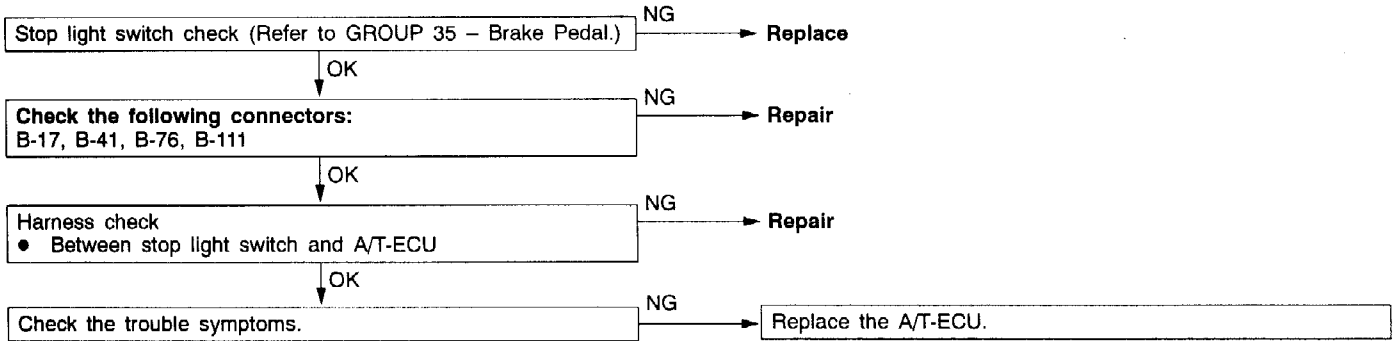 Stop light switch check (Refer to GROUP 35 – Brake Pedal.)
NG
Replace
OK
Check the following connectors:
B-17, B-41, B-76, B-111
NG
Repair
OK
Harness check
● Between stop light switch and A/T-ECU
NG
Repair
OK
Check the trouble symptoms.
NG
Replace the A/T-ECU.